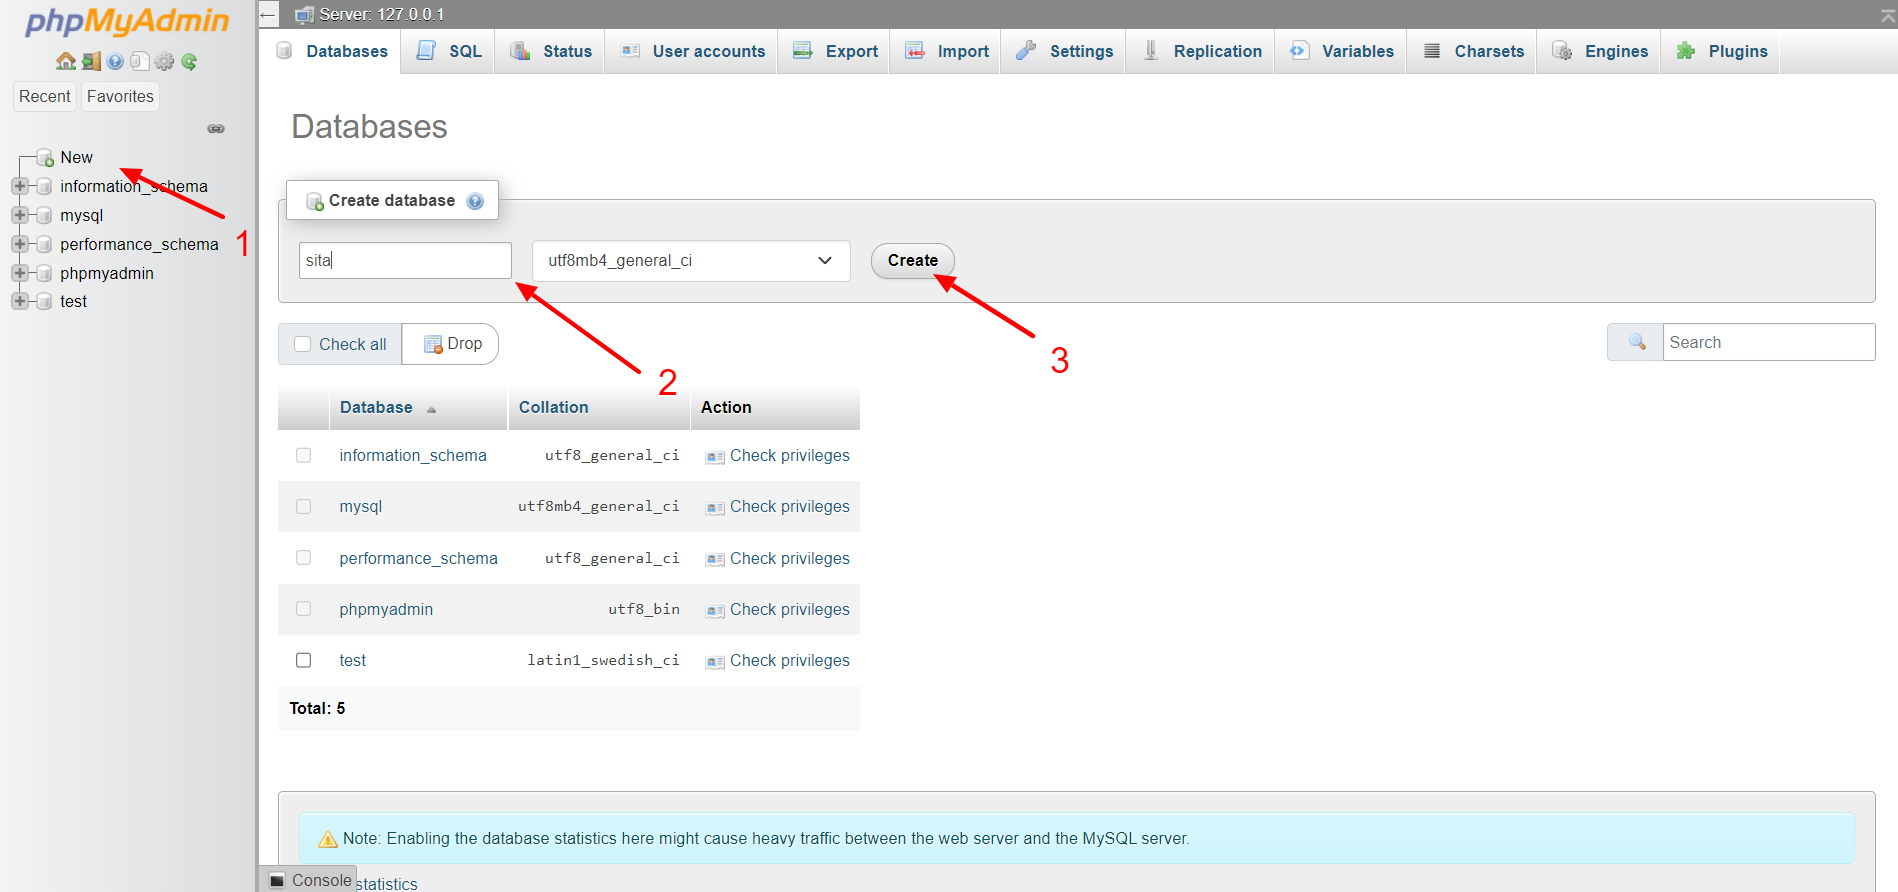 phpMyAdmin
Server: 127.0.0.1
Databases SQL Status User accounts Export Import Settings Replication Variables Charsets Engines Plugins
Recent Favorites
New
information_schema
mysql
performance_schema
phpmyadmin
test
1
Databases
Create database
sita utf8mb4_general_ci Create
2
3
Check all Drop Search
Database Collation Action
information_schema utf8_general_ci Check privileges
mysql utf8mb4_general_ci Check privileges
performance_schema utf8_general_ci Check privileges
phpmyadmin utf8_bin Check privileges
test latin1_swedish_ci Check privileges
Total: 5
Note: Enabling the database statistics here might cause heavy traffic between the web server and the MySQL server.
Console statistics